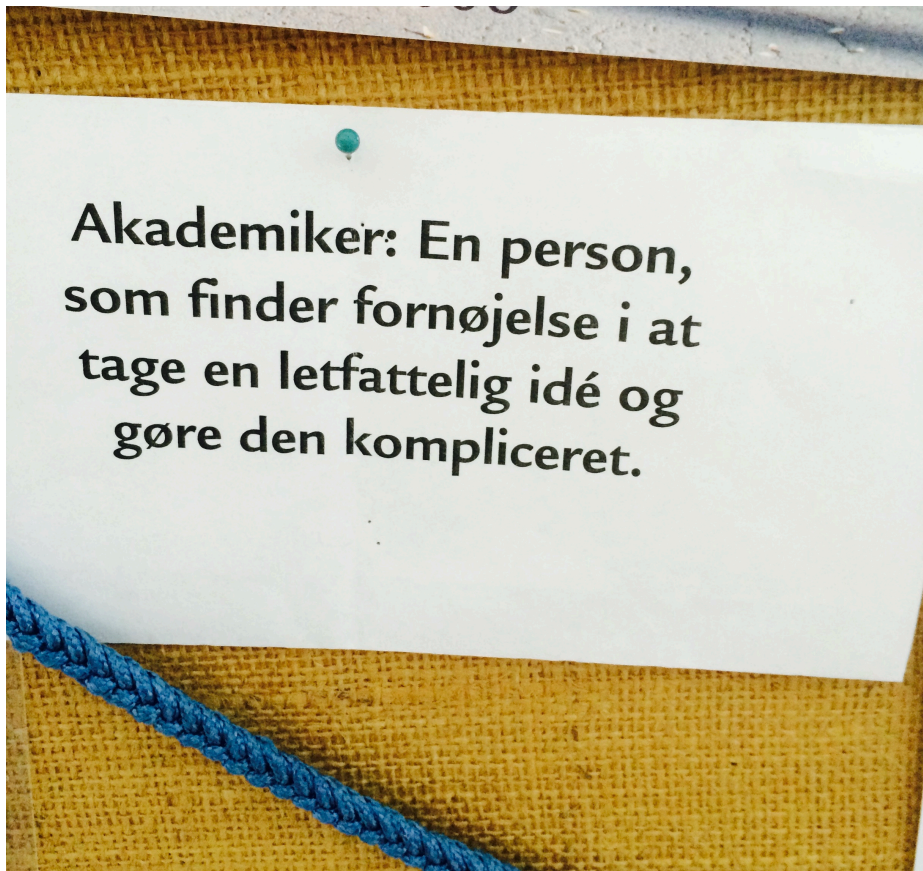 Akademiker: En person,
som finder fornøjelse i at
tage en letfattelig idé og
gøre den kompliceret.